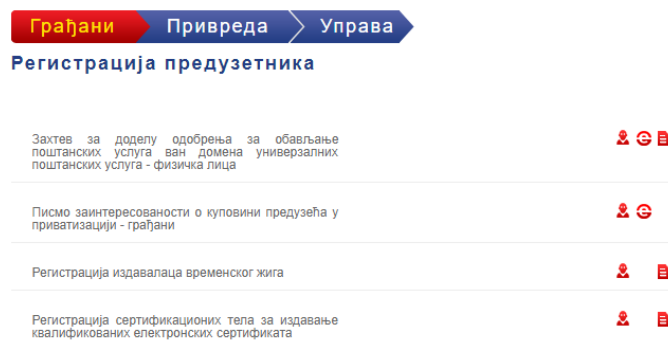 Грађани Привреда Управа
Регистрација предузетника
Захтев за доделу одобрења за обављање
поштанских услуга ван домена универзалних
поштанских услуга - физичка лица
Писмо заинтересованости о куповини предузећа у
приватизацији - грађани
Регистрација издавалаца временског жига
Регистрација сертификационих тела за издавање
квалификованих електронских сертификата